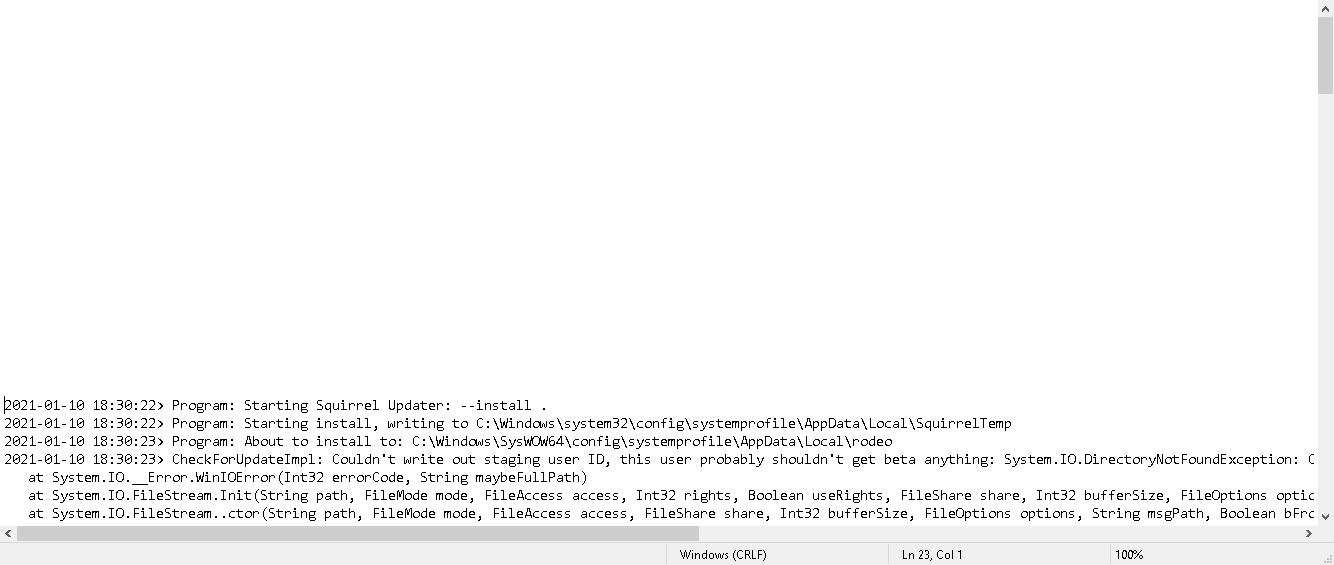 2021-01-10 18:30:22> Program: Starting Squirrel Updater: --install .
2021-01-10 18:30:22> Program: Starting install, writing to C:\Windows\system32\config\systemprofile\AppData\Local\SquirrelTemp
2021-01-10 18:30:23> Program: About to install to: C:\Windows\SysWOW64\config\systemprofile\AppData\Local\rodeo
2021-01-10 18:30:23> CheckForUpdateImpl: Couldn't write out staging user ID, this user probably shouldn't get beta anything: System.IO.DirectoryNotFoundException: C
   at System.IO.__Error.WinIOError(Int32 errorCode, String maybeFullPath)
   at System.IO.FileStream.Init(String path, FileMode mode, FileAccess access, Int32 rights, Boolean useRights, FileShare share, Int32 bufferSize, FileOptions optic
   at System.IO.FileStream..ctor(String path, FileMode mode, FileAccess access, FileShare share, Int32 bufferSize, FileOptions options, String msgPath, Boolean bFro
Windows (CRLF) Ln 23, Col 1 100%